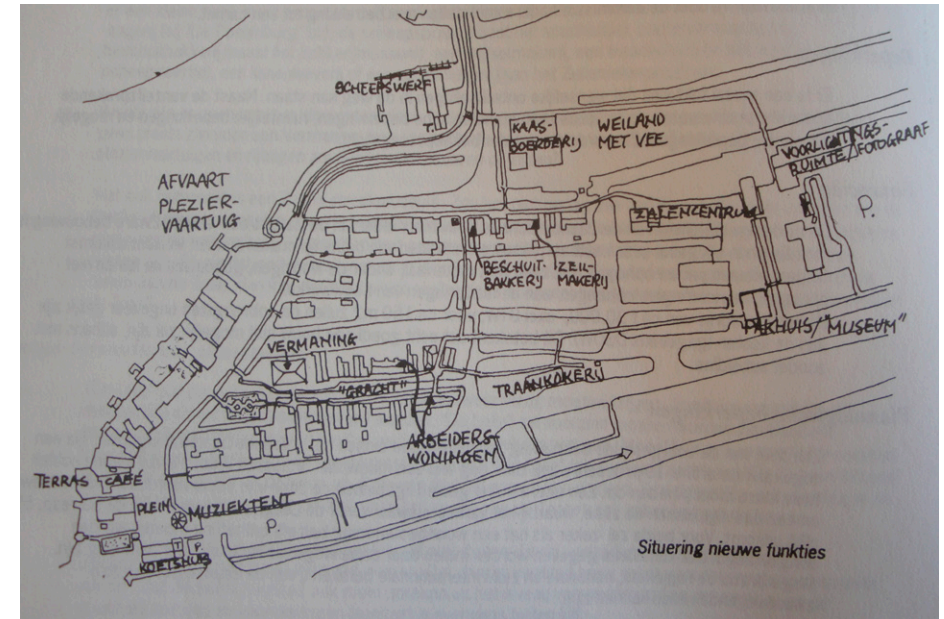 SCHEEPSWERF
T.
KAAS-
BOERDERIJ
WEILAND
MET VEE
VOORLICHTINGS-
RUIMTE/FOTOGRAAF
P.
AFVAART
PLEZIER-
VAARTUIG
ZALENCENTRUM
BESCHUIT-
BAKKERIJ
ZEIL-
MAKERIJ
PAKHUIS/"MUSEUM"
VERMANING
"GRACHT"
TRAANKOKERIJ
ARBEIDERS-
WONINGEN
TERRAS
CAFÉ
PLEIN
MUZIEKTENT
P.
T
P.
KOETSHUIS
Situering nieuwe funkties